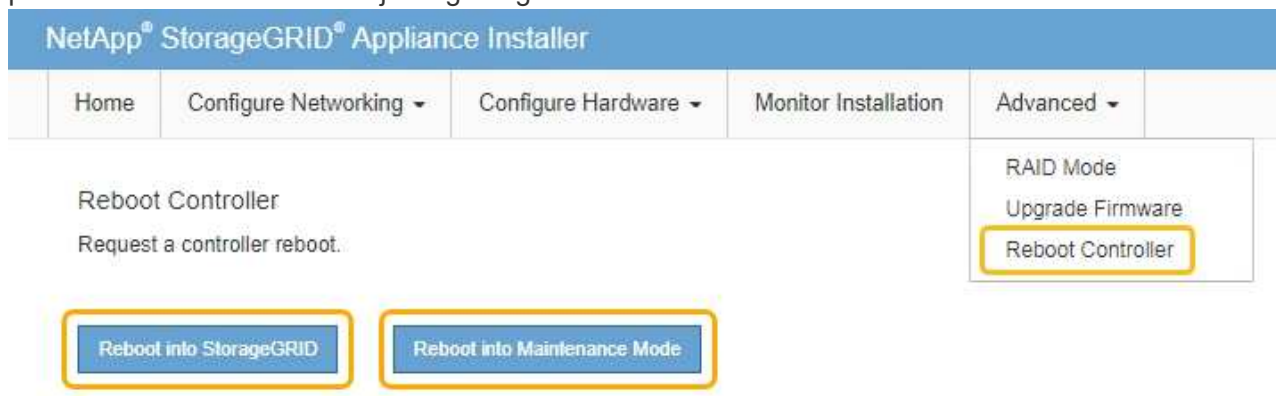 NetApp® StorageGRID® Appliance Installer
Home Configure Networking Configure Hardware Monitor Installation Advanced
RAID Mode
Upgrade Firmware
Reboot Controller
Reboot Controller
Request a controller reboot.
Reboot into StorageGRID Reboot into Maintenance Mode